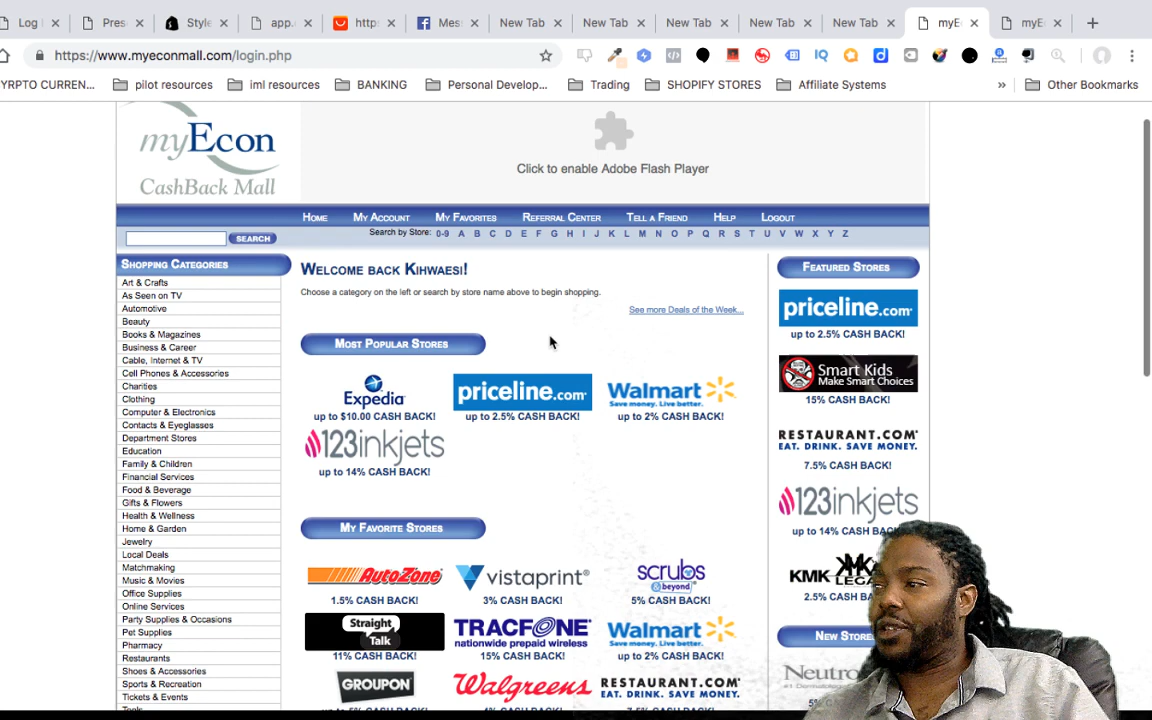 Log I
Pres
Style
app.
https
Mess
New Tab
New Tab
New Tab
New Tab
New Tab
myE
myE
https://www.myeconmall.com/login.php
YRPTO CURREN...
pilot resources
iml resources
BANKING
Personal Develop...
Trading
SHOPIFY STORES
Affiliate Systems
»
Other Bookmarks
myEcon
CashBack Mall
Click to enable Adobe Flash Player
Home
My Account
My Favorites
Referral Center
Tell a Friend
Help
Logout
SEARCH
Search by Store: 0-9 A B C D E F G H I J K L M N O P Q R S T U V W X Y Z
Shopping Categories
Art & Crafts
As Seen on TV
Automotive
Beauty
Books & Magazines
Business & Career
Cable, Internet & TV
Cell Phones & Accessories
Charities
Clothing
Computer & Electronics
Contacts & Eyeglasses
Department Stores
Education
Family & Children
Financial Services
Food & Beverage
Gifts & Flowers
Health & Wellness
Home & Garden
Jewelry
Local Deals
Matchmaking
Music & Movies
Office Supplies
Online Services
Party Supplies & Occasions
Pet Supplies
Pharmacy
Restaurants
Shoes & Accessories
Sports & Recreation
Tickets & Events
Tools
Welcome back Kihwaesi!
Choose a category on the left or search by store name above to begin shopping.
See more Deals of the Week...
Most Popular Stores
Expedia
up to $10.00 CASH BACK!
priceline.com
up to 2.5% CASH BACK!
Walmart
Save money. Live better.
up to 2% CASH BACK!
123inkjets
up to 14% CASH BACK!
My Favorite Stores
AutoZone
1.5% CASH BACK!
vistaprint
3% CASH BACK!
scrubs
& beyond
5% CASH BACK!
Straight
Talk
11% CASH BACK!
TRACFONE
nationwide prepaid wireless
15% CASH BACK!
Walmart
Save money. Live better.
up to 2% CASH BACK!
GROUPON
Walgreens
RESTAURANT.COM
EAT. DRINK. SAVE MONEY.
Featured Stores
priceline.com
up to 2.5% CASH BACK!
Smart Kids
Make Smart Choices
15% CASH BACK!
RESTAURANT.COM
EAT. DRINK. SAVE MONEY.
7.5% CASH BACK!
123inkjets
up to 14% CASH BACK!
KMK
LEGA
2.5% CASH
New Store
Neutro